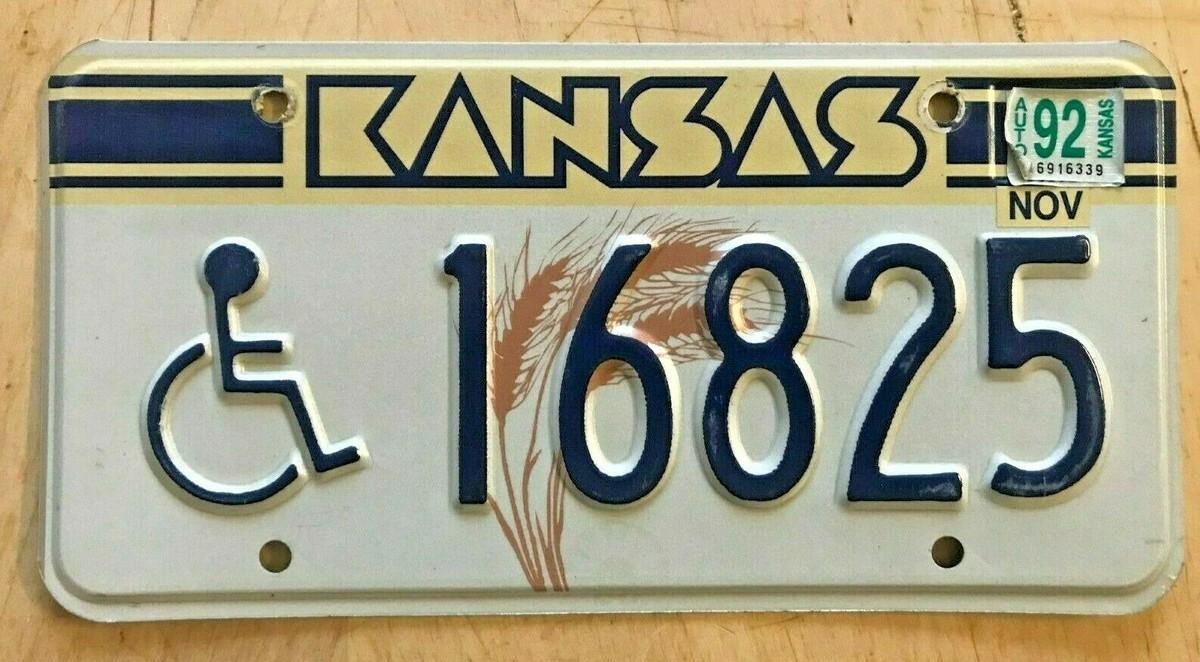 KANSAS
AUTO 92 KANSAS
6916339
NOV
16825